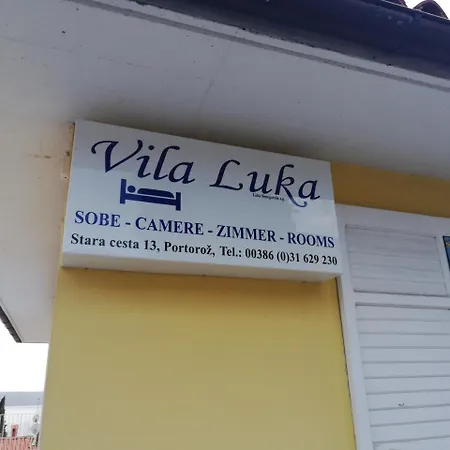 Vila Luka
SOBE - CAMERE - ZIMMER - ROOMS
Stara cesta 13, Portorož, Tel.: 00386 (0)31 629 230